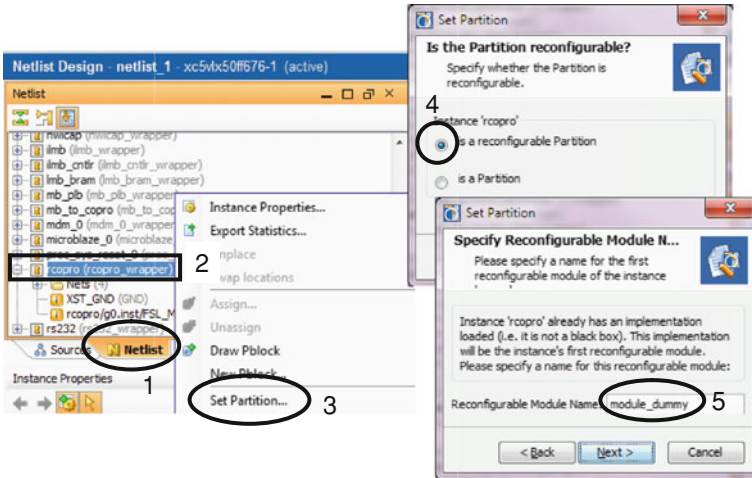 Netlist Design - netlist_1 - xc5vlx50ff676-1 (active)
Netlist
hwicap (hwicap_wrapper)
ilmb (ilmb_wrapper)
ilmb_cntlr (ilmb_cntlr_wrapper)
lmb_bram (lmb_bram_wrapper)
mb_plb (mb_plb_wrapper)
mb_to_copro (mb_to_cop
mdm_0 (mdm_0_wrapper
microblaze_0 (microblaze
proc_sys_reset_0 (proc
rcopro (rcopro_wrapper)
2
Nets (4)
XST_GND (GND)
rcopro/g0.inst/FSL_M
rs232 (rs232_wrapper)
Sources
Netlist
1
Instance Properties
Instance Properties...
Export Statistics...
Unplace
Swap locations
Assign...
Unassign
Draw Pblock
New Pblock...
Set Partition...
3
Set Partition
Is the Partition reconfigurable?
Specify whether the Partition is
reconfigurable.
4
Instance 'rcopro'
is a reconfigurable Partition
is a Partition
Set Partition
Specify Reconfigurable Module N...
Please specify a name for the first
reconfigurable module of the instance
Instance 'rcopro' already has an implementation
loaded (i.e. it is not a black box). This implementation
will be the instance's first reconfigurable module.
Please specify a name for this reconfigurable module:
Reconfigurable Module Name: module_dummy
5
< Back
Next >
Cancel